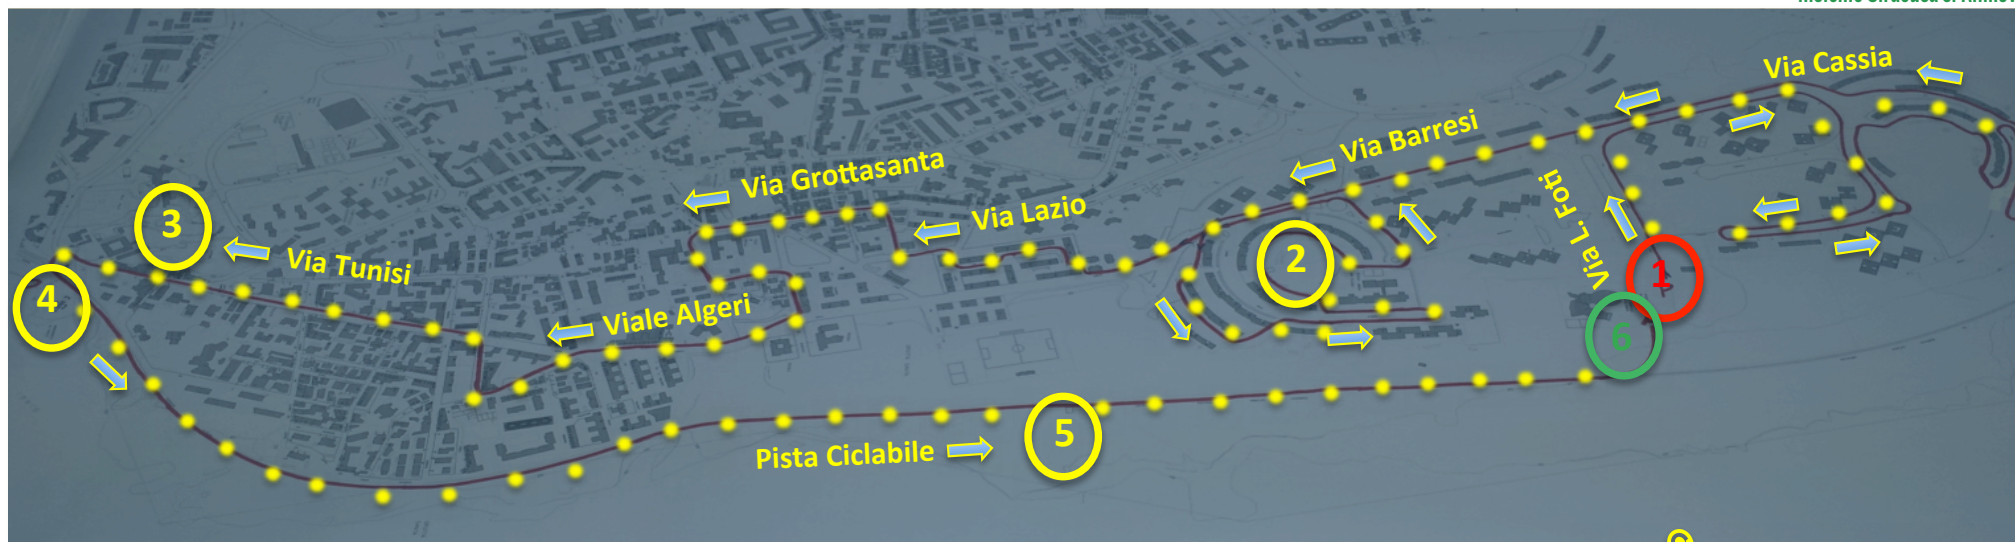 Via Cassia
Via Barresi
Via Grottasanta
Via L. Foti
Via Lazio
3
2
Via Tunisi
1
4
Viale Algeri
6
5
Pista Ciclabile